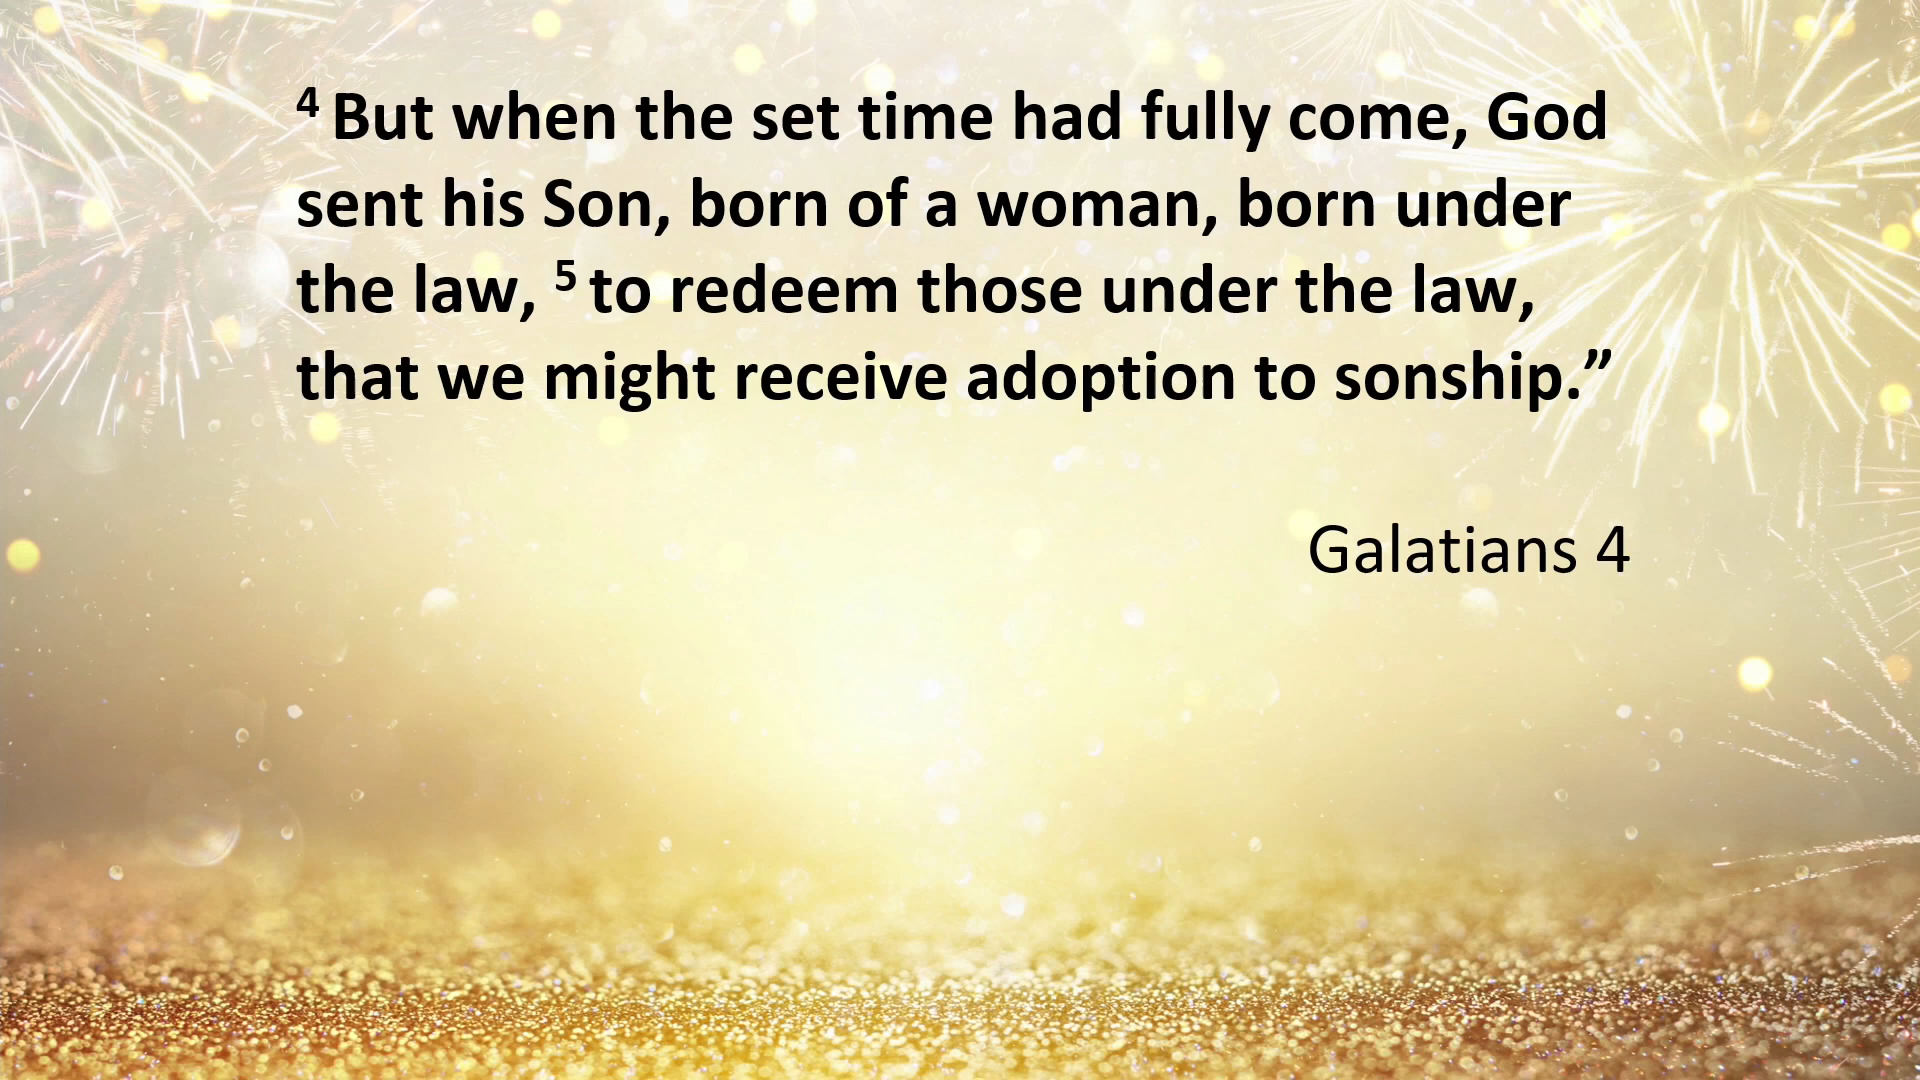 4 But when the set time had fully come, God
sent his Son, born of a woman, born under
the law, 5 to redeem those under the law,
that we might receive adoption to sonship.”
Galatians 4